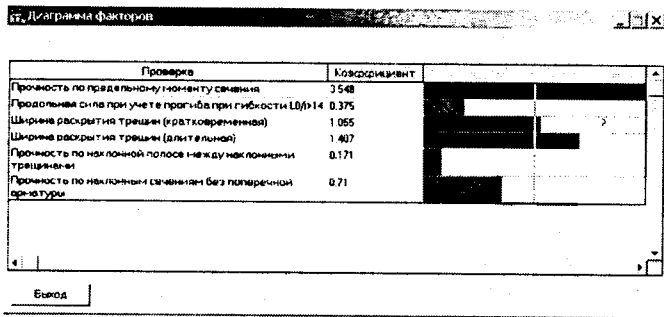 Диаграмма факторов
Проверка Коэффициент
Прочность по предельному моменту сечения 3.548
Продольная сила при учете прогиба при гибкости L0/i>14 0.375
Ширина раскрытия трещин (кратковременная) 1.055
Ширина раскрытия трещин (длительная) 1.407
Прочность по наклонной полосе между наклонными 0.171
трещинами
Прочность по наклонным сечениям без поперечной 0.71
арматуры
Выход